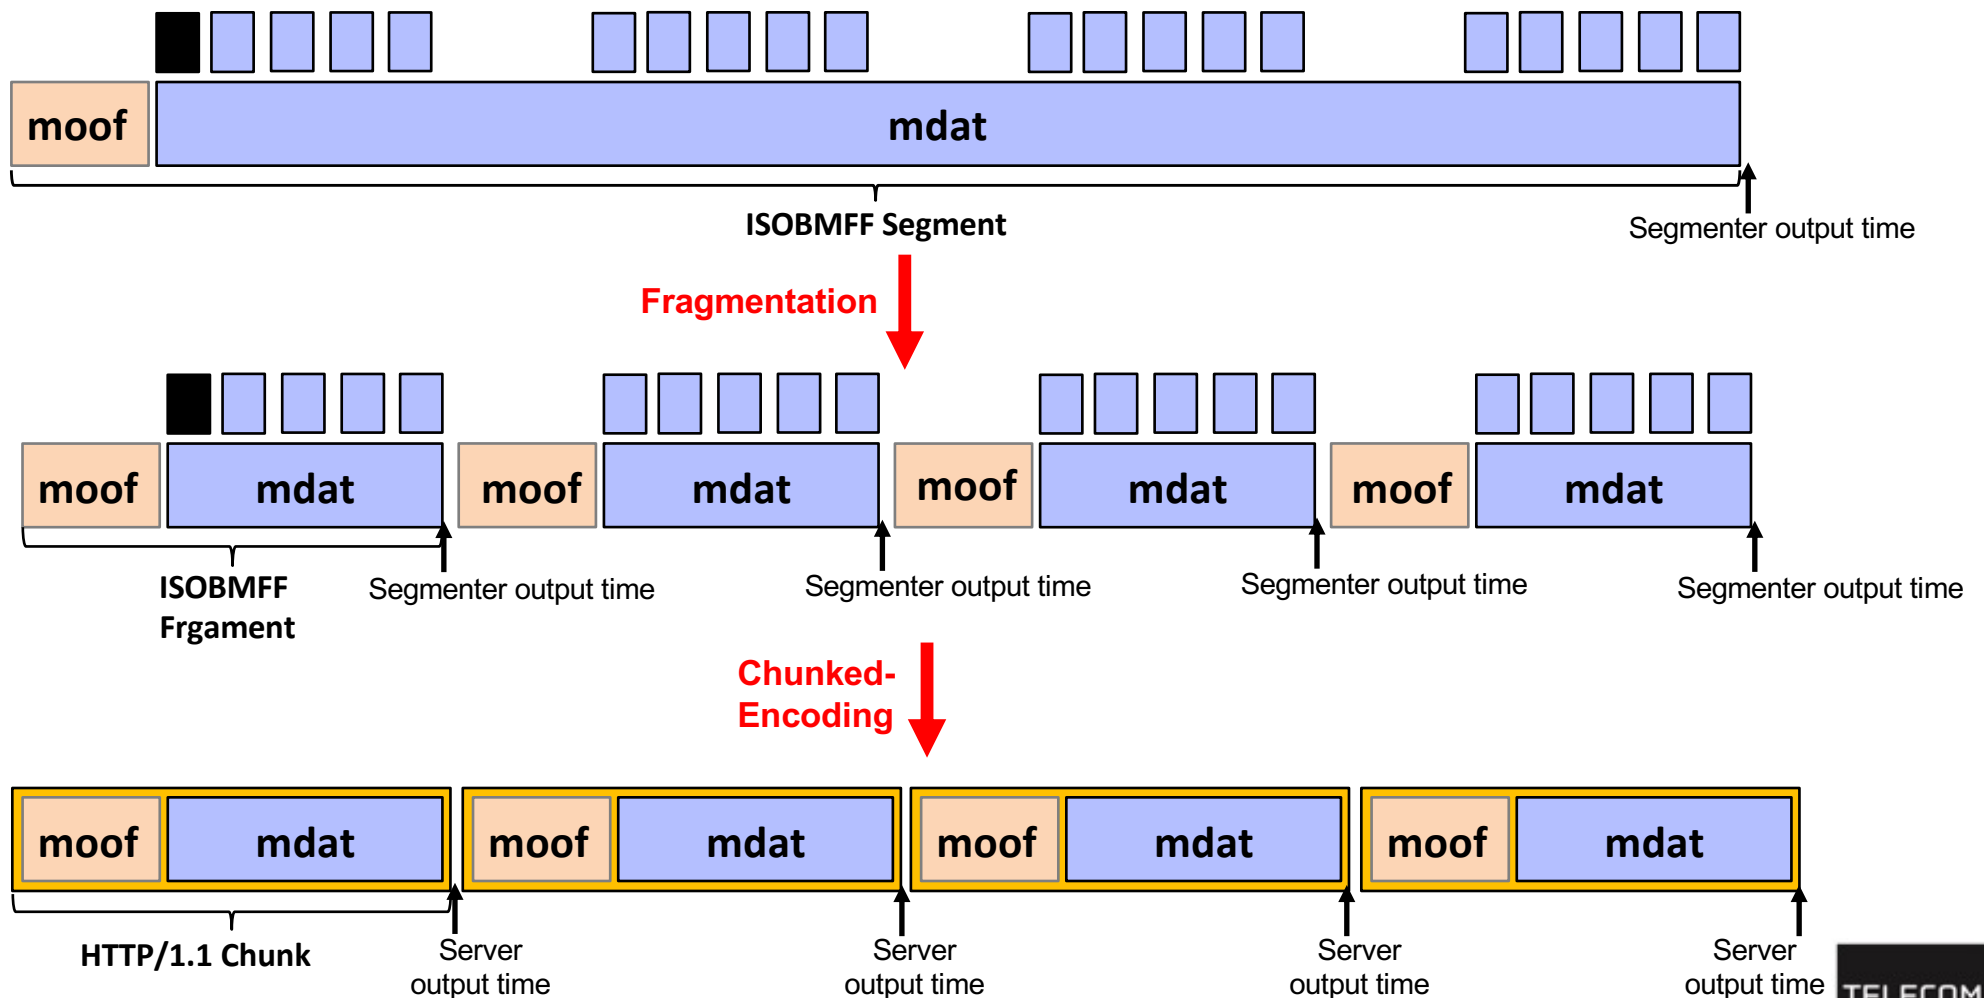 moof mdat
ISOBMFF Segment
Segmenter output time
Fragmentation
moof mdat moof mdat moof mdat moof mdat
ISOBMFF
Frgament
Segmenter output time Segmenter output time Segmenter output time Segmenter output time
Chunked-
Encoding
moof mdat moof mdat moof mdat moof mdat
HTTP/1.1 Chunk
Server
output time
Server
output time
Server
output time
Server
output time
TELECOM